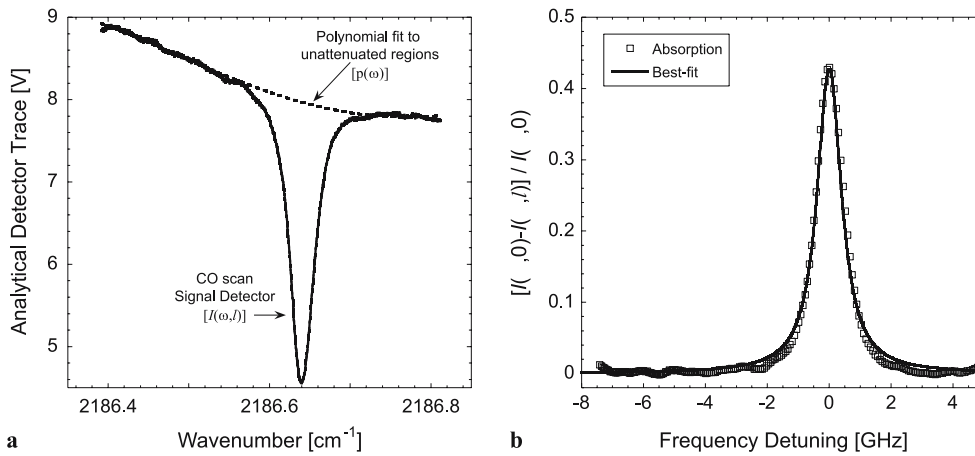 9
8
7
6
5
Analytical Detector Trace [V]
Polynomial fit to
unattenuated regions
[p(ω)]
CO scan
Signal Detector
[I(ω,l)]
2186.4
2186.6
2186.8
Wavenumber [cm⁻¹]
a
0.5
0.4
0.3
0.2
0.1
0
[I( ,0)-I( ,l)] / I( ,0)
Absorption
Best-fit
-8
-6
-4
-2
0
2
4
Frequency Detuning [GHz]
b